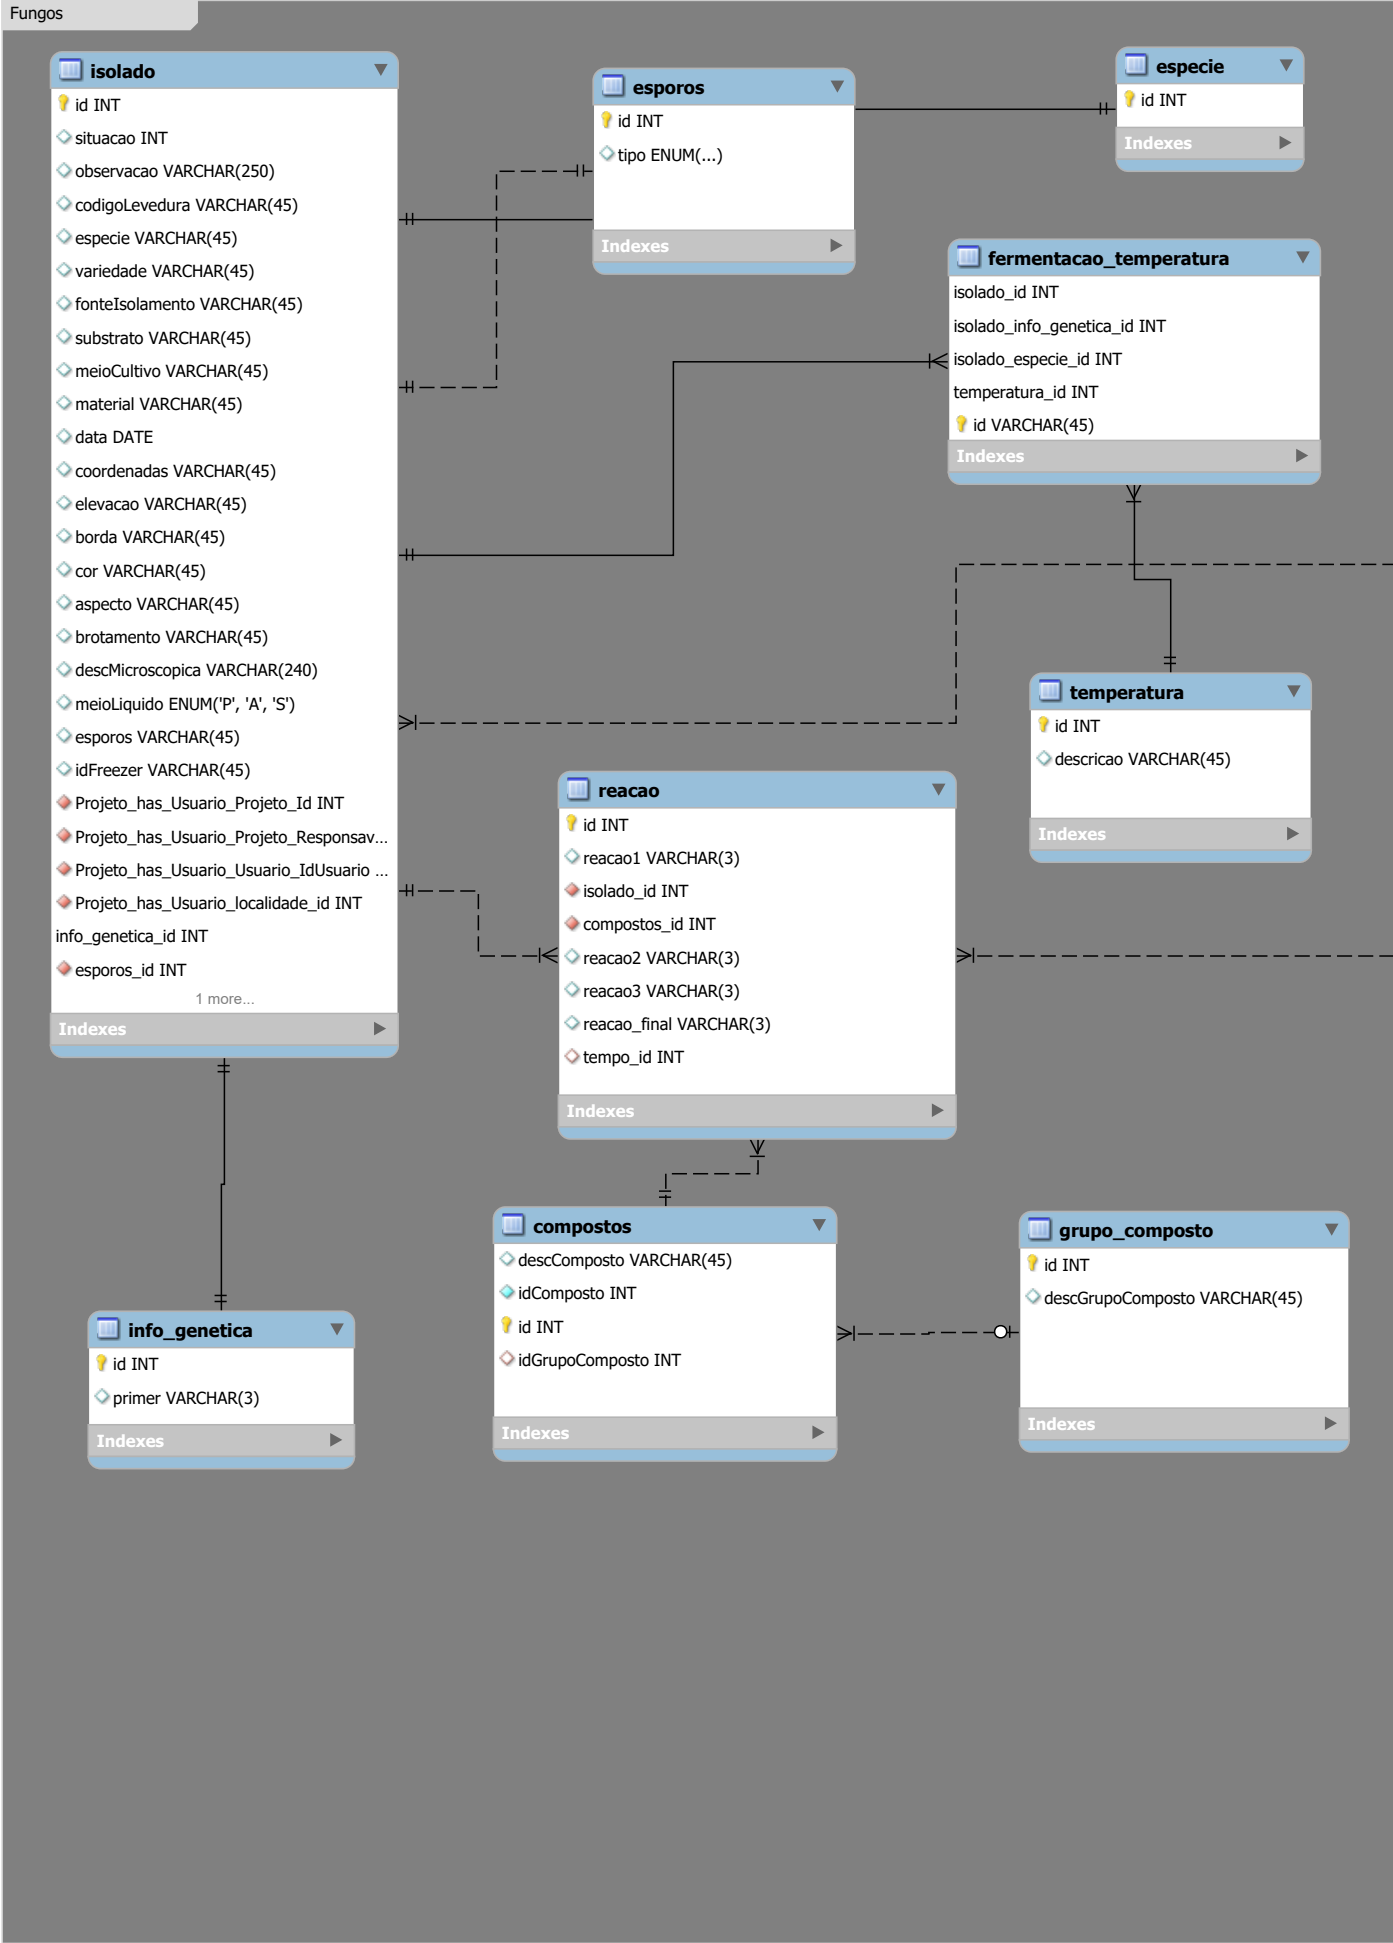 Fungos
isolado
id INT
situacao INT
observacao VARCHAR(250)
codigoLevedura VARCHAR(45)
especie VARCHAR(45)
variedade VARCHAR(45)
fonteIsolamento VARCHAR(45)
substrato VARCHAR(45)
meioCultivo VARCHAR(45)
material VARCHAR(45)
data DATE
coordenadas VARCHAR(45)
elevacao VARCHAR(45)
borda VARCHAR(45)
cor VARCHAR(45)
aspecto VARCHAR(45)
brotamento VARCHAR(45)
descMicroscopica VARCHAR(240)
meioLiquido ENUM('P', 'A', 'S')
esporos VARCHAR(45)
idFreezer VARCHAR(45)
Projeto_has_Usuario_Projeto_Id INT
Projeto_has_Usuario_Projeto_Responsav...
Projeto_has_Usuario_Usuario_IdUsuario ...
Projeto_has_Usuario_localidade_id INT
info_genetica_id INT
esporos_id INT
1 more...
Indexes
esporos
id INT
tipo ENUM(...)
Indexes
especie
id INT
Indexes
fermentacao_temperatura
isolado_id INT
isolado_info_genetica_id INT
isolado_especie_id INT
temperatura_id INT
id VARCHAR(45)
Indexes
temperatura
id INT
descricao VARCHAR(45)
Indexes
reacao
id INT
reacao1 VARCHAR(3)
isolado_id INT
compostos_id INT
reacao2 VARCHAR(3)
reacao3 VARCHAR(3)
reacao_final VARCHAR(3)
tempo_id INT
Indexes
compostos
descComposto VARCHAR(45)
idComposto INT
id INT
idGrupoComposto INT
Indexes
grupo_composto
id INT
descGrupoComposto VARCHAR(45)
Indexes
info_genetica
id INT
primer VARCHAR(3)
Indexes